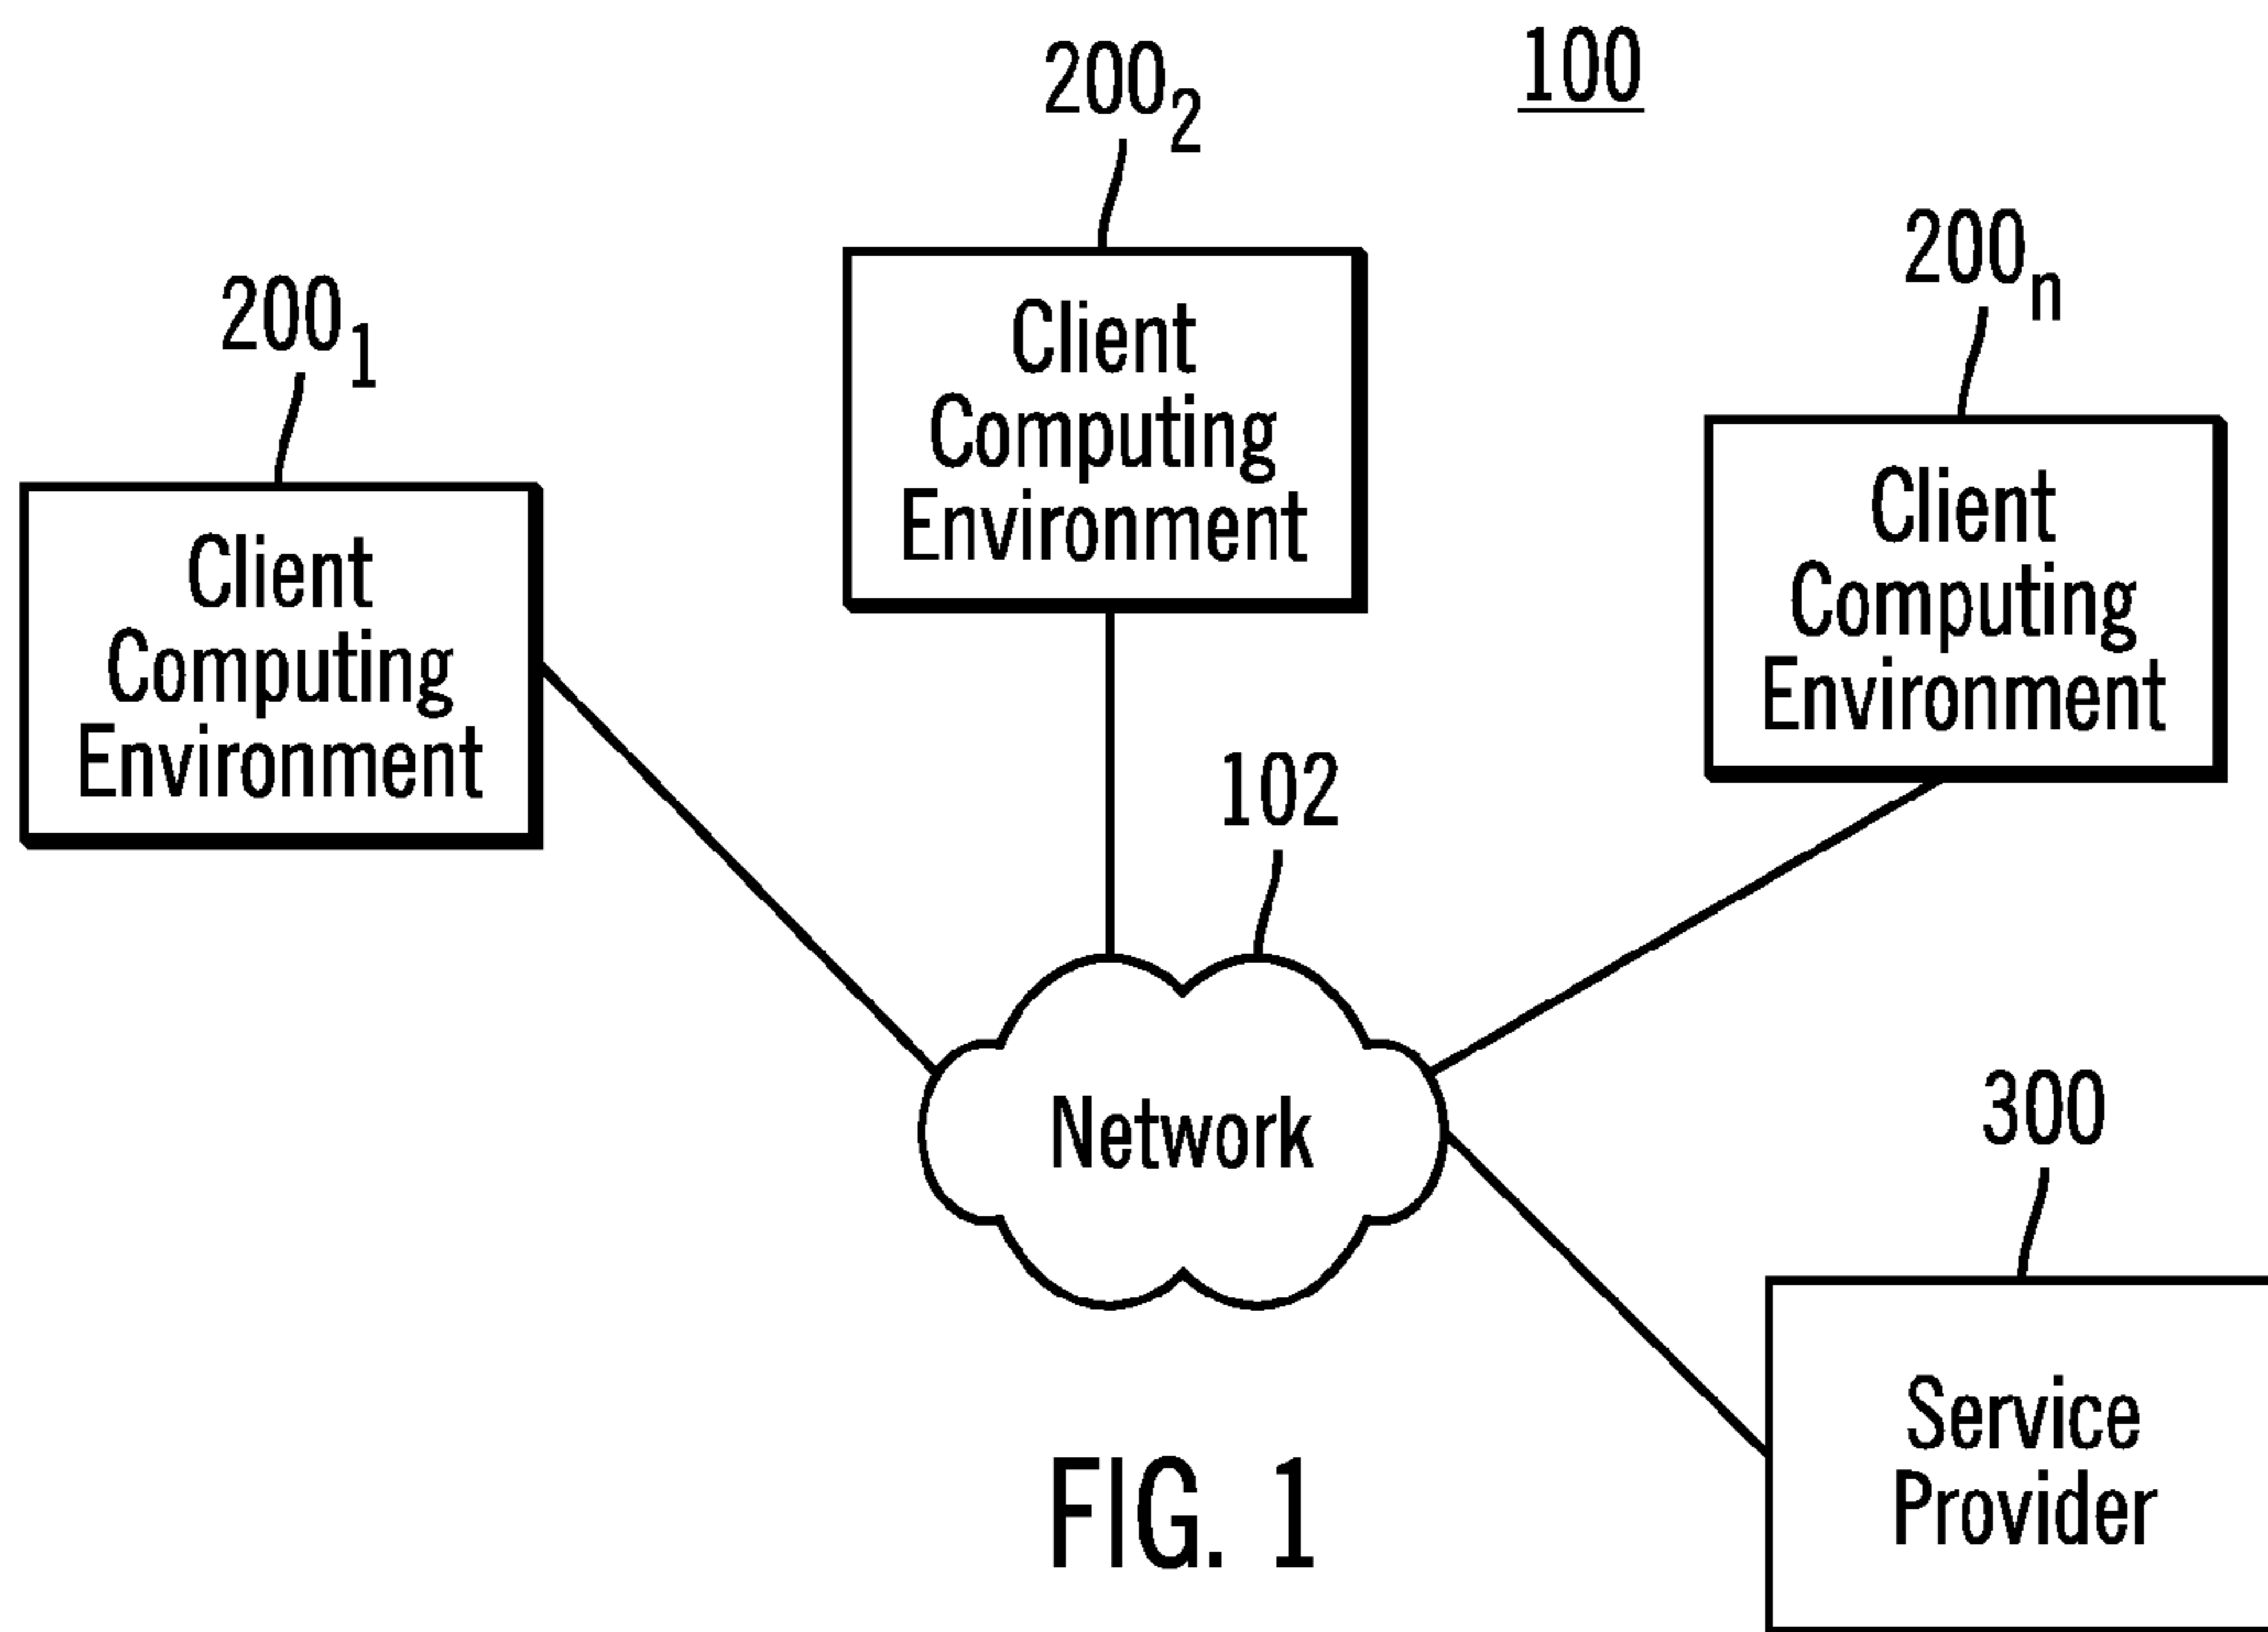 100
200₂
200ₙ
200₁
Client
Computing
Environment
Client
Computing
Environment
Client
Computing
Environment
102
Network
300
Service
Provider
FIG. 1